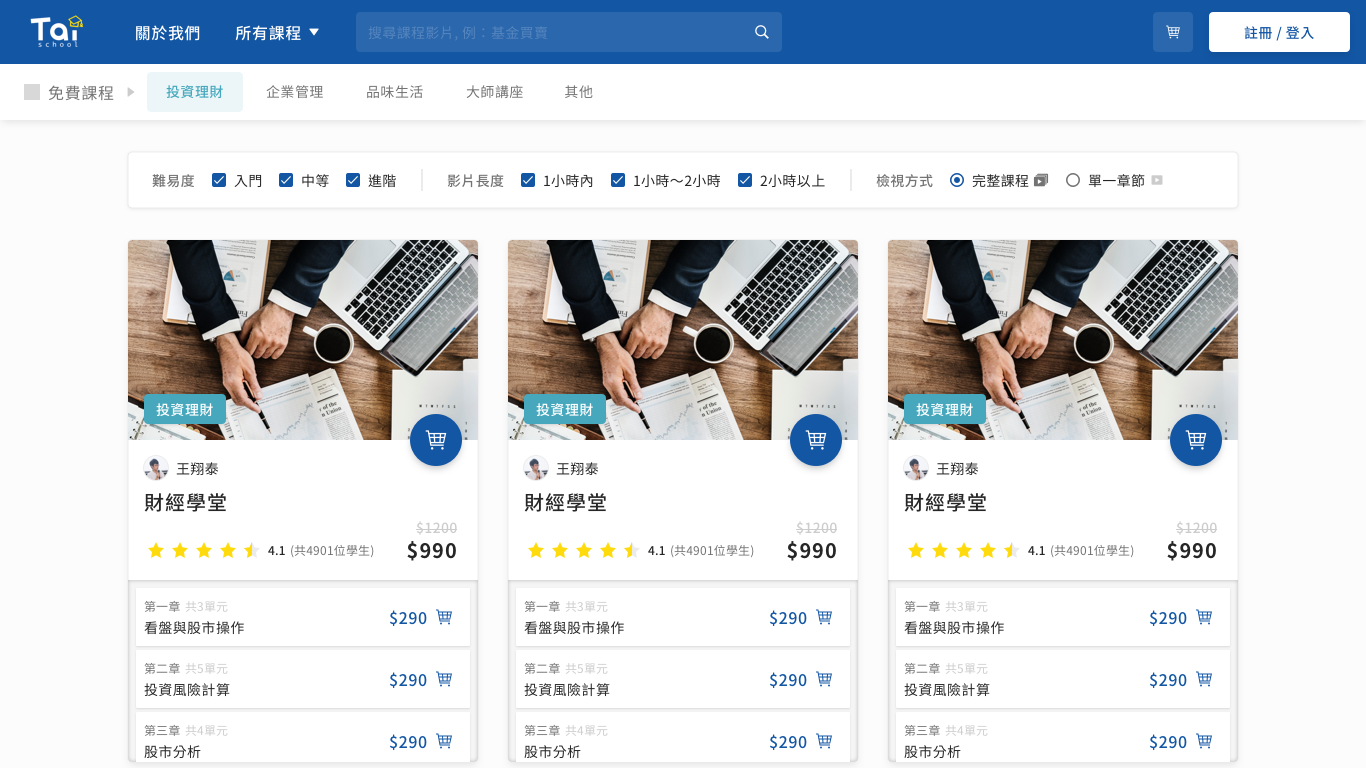 Tai
school
關於我們
所有課程
搜尋課程影片, 例：基金買賣
註冊 / 登入
免費課程
投資理財
企業管理
品味生活
大師講座
其他
難易度
入門
中等
進階
影片長度
1小時內
1小時～2小時
2小時以上
檢視方式
完整課程
單一章節
投資理財
王翔泰
財經學堂
$1200
4.1 (共4901位學生)
$990
第一章 共3單元
看盤與股市操作
$290
第二章 共5單元
投資風險計算
$290
第三章 共4單元
股市分析
$290
投資理財
王翔泰
財經學堂
$1200
4.1 (共4901位學生)
$990
第一章 共3單元
看盤與股市操作
$290
第二章 共5單元
投資風險計算
$290
第三章 共4單元
股市分析
$290
投資理財
王翔泰
財經學堂
$1200
4.1 (共4901位學生)
$990
第一章 共3單元
看盤與股市操作
$290
第二章 共5單元
投資風險計算
$290
第三章 共4單元
股市分析
$290